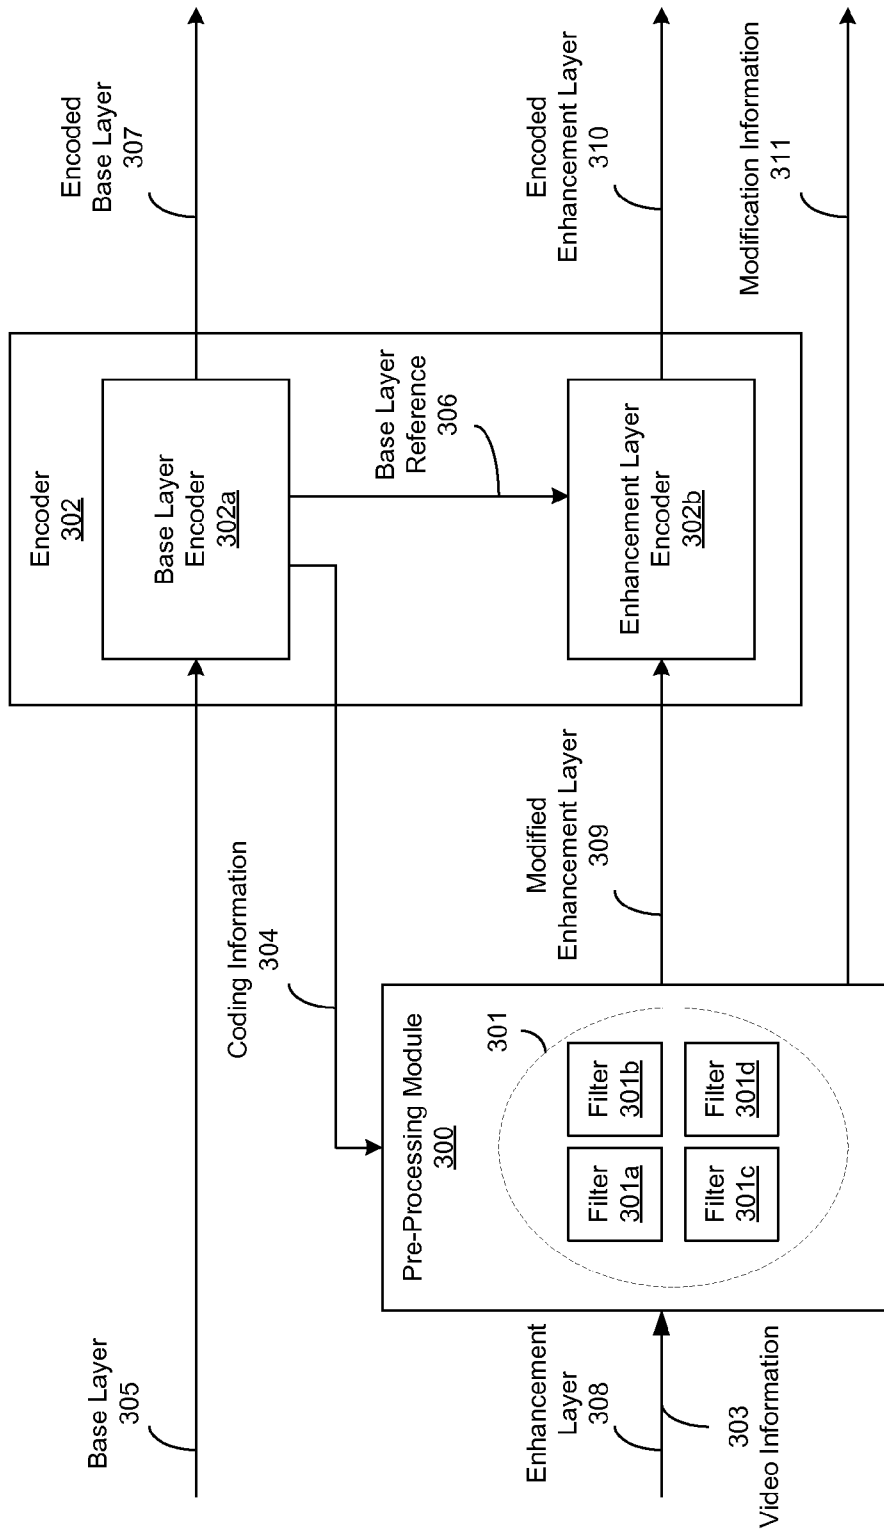 Base Layer
305
Coding Information
304
Encoder
302
Base Layer
Encoder
302a
Encoded
Base Layer
307
Base Layer
Reference
306
Enhancement
Layer
308
303
Video Information
Pre-Processing Module
300
301
Filter
301a
Filter
301b
Filter
301c
Filter
301d
Modified
Enhancement Layer
309
Enhancement Layer
Encoder
302b
Encoded
Enhancement Layer
310
Modification Information
311